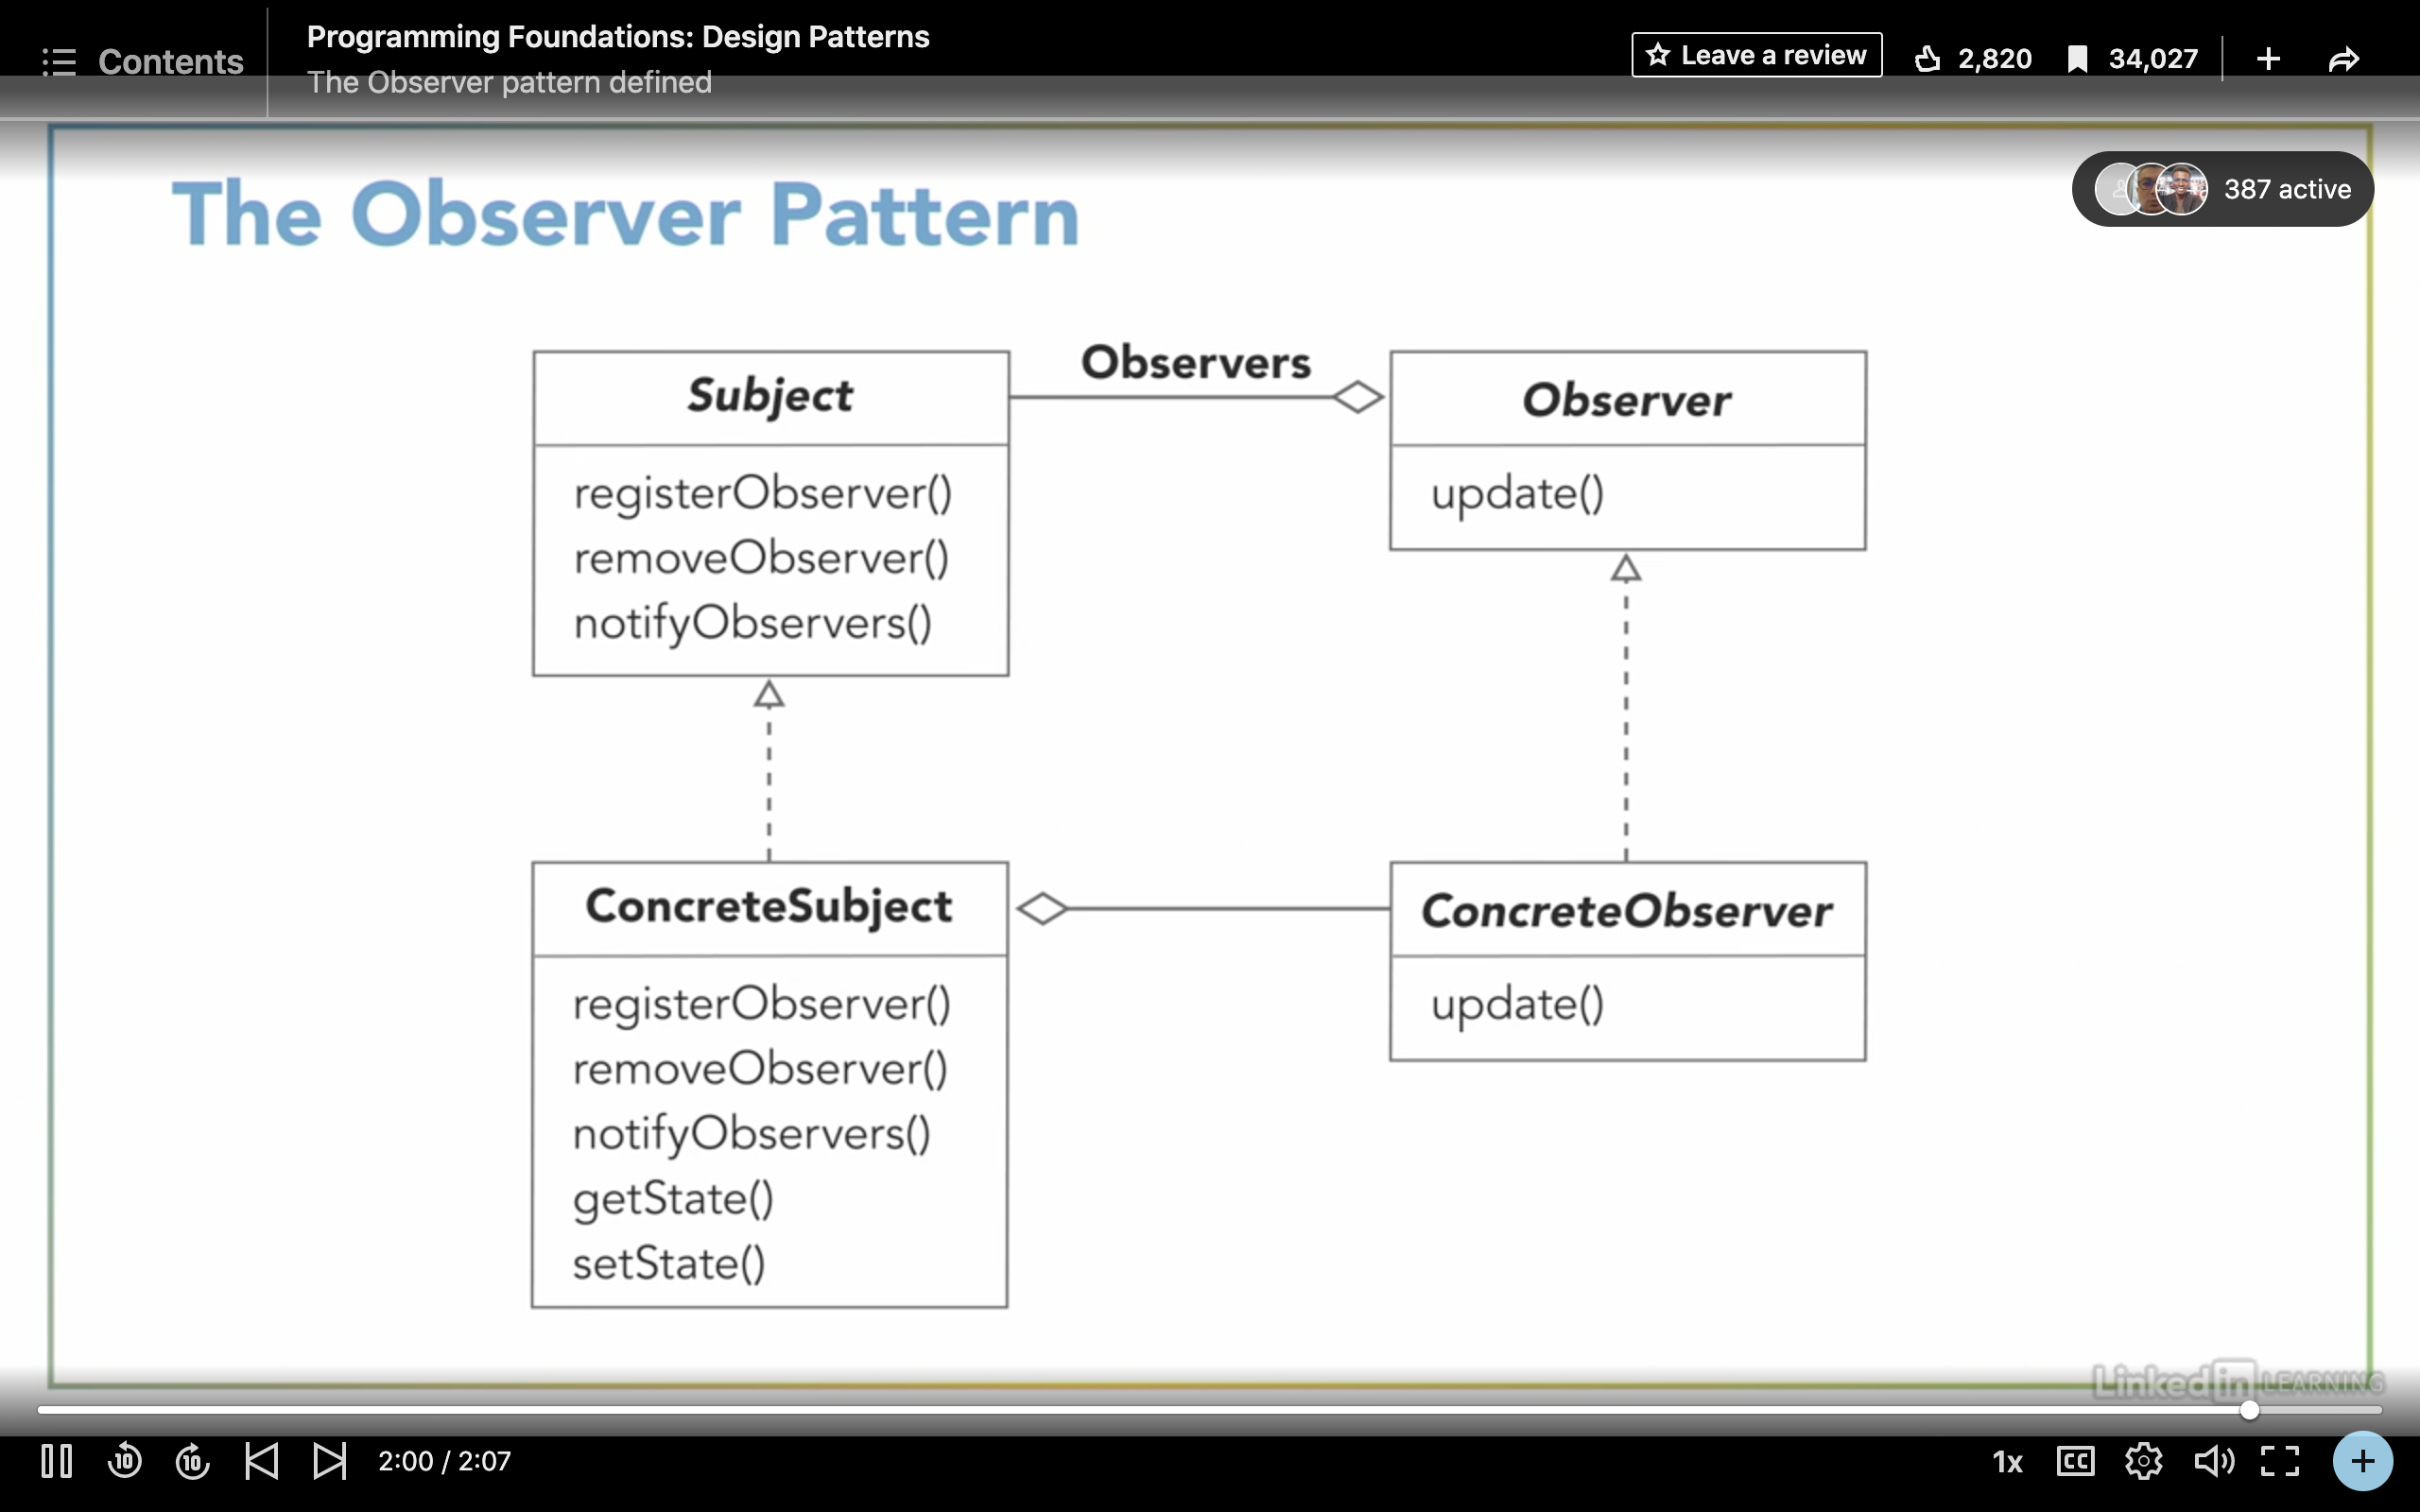 Contents
Programming Foundations: Design Patterns
The Observer pattern defined
Leave a review
2,820
34,027
387 active
The Observer Pattern
Subject
registerObserver()
removeObserver()
notifyObservers()
Observers
Observer
update()
ConcreteSubject
registerObserver()
removeObserver()
notifyObservers()
getState()
setState()
ConcreteObserver
update()
Linkedin LEARNING
10
10
2:00 / 2:07
1x
CC